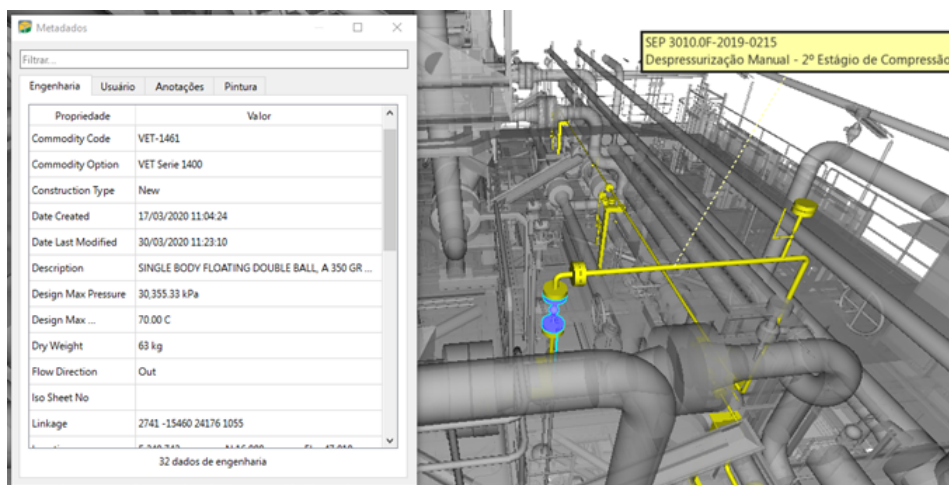 Metadados
Filtrar...
Engenharia Usuário Anotações Pintura
Propriedade Valor
Commodity Code VET-1461
Commodity Option VET Serie 1400
Construction Type New
Date Created 17/03/2020 11:04:24
Date Last Modified 30/03/2020 11:23:10
Description SINGLE BODY FLOATING DOUBLE BALL, A 350 GR ...
Design Max Pressure 30,355.33 kPa
Design Max ... 70.00 C
Dry Weight 63 kg
Flow Direction Out
Iso Sheet No
Linkage 2741 -15460 24176 1055
32 dados de engenharia
SEP 3010.0F-2019-0215
Despressurização Manual - 2º Estágio de Compressão